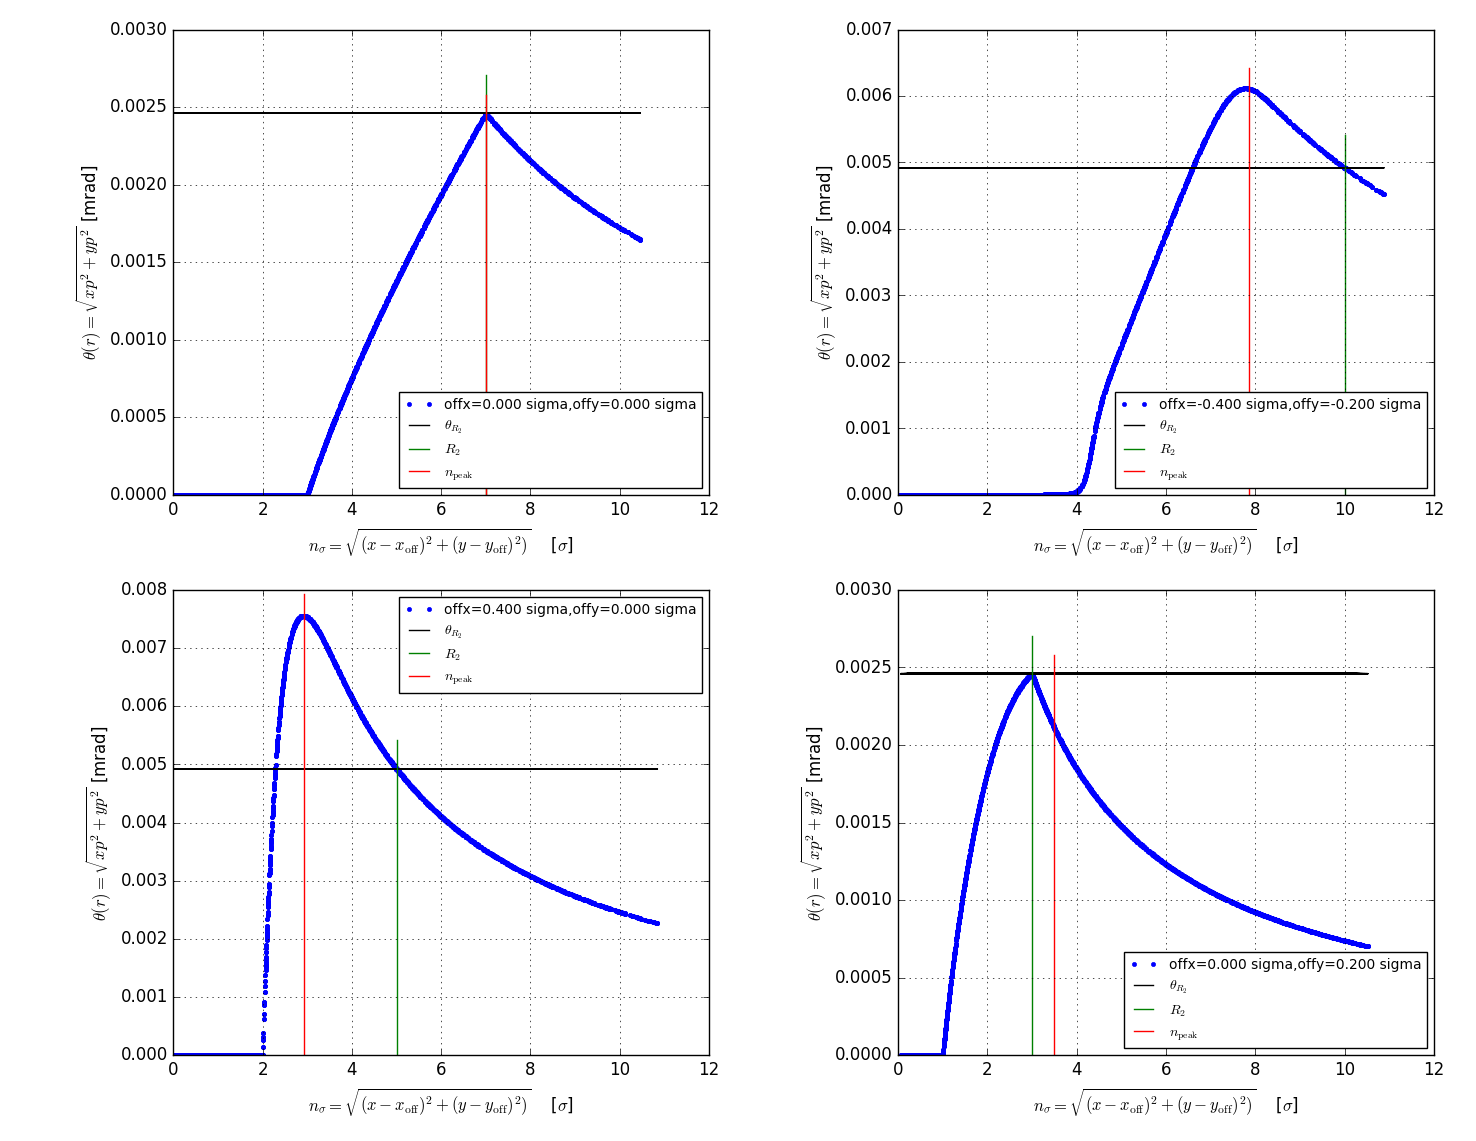 0.0030
0.0025
0.0020
0.0015
0.0010
0.0005
0.0000
0 2 4 6 8 10 12
θ(r) = √xp² + yp² [mrad]
n_σ = √(x − x_off)² + (y − y_off)²) [σ]
offx=0.000 sigma,offy=0.000 sigma
θ_R₂
R₂
n_peak
0.007
0.006
0.005
0.004
0.003
0.002
0.001
0.000
0 2 4 6 8 10 12
θ(r) = √xp² + yp² [mrad]
n_σ = √(x − x_off)² + (y − y_off)²) [σ]
offx=-0.400 sigma,offy=-0.200 sigma
θ_R₂
R₂
n_peak
0.008
0.007
0.006
0.005
0.004
0.003
0.002
0.001
0.000
0 2 4 6 8 10 12
θ(r) = √xp² + yp² [mrad]
n_σ = √(x − x_off)² + (y − y_off)²) [σ]
offx=0.400 sigma,offy=0.000 sigma
θ_R₂
R₂
n_peak
0.0030
0.0025
0.0020
0.0015
0.0010
0.0005
0.0000
0 2 4 6 8 10 12
θ(r) = √xp² + yp² [mrad]
n_σ = √(x − x_off)² + (y − y_off)²) [σ]
offx=0.000 sigma,offy=0.200 sigma
θ_R₂
R₂
n_peak